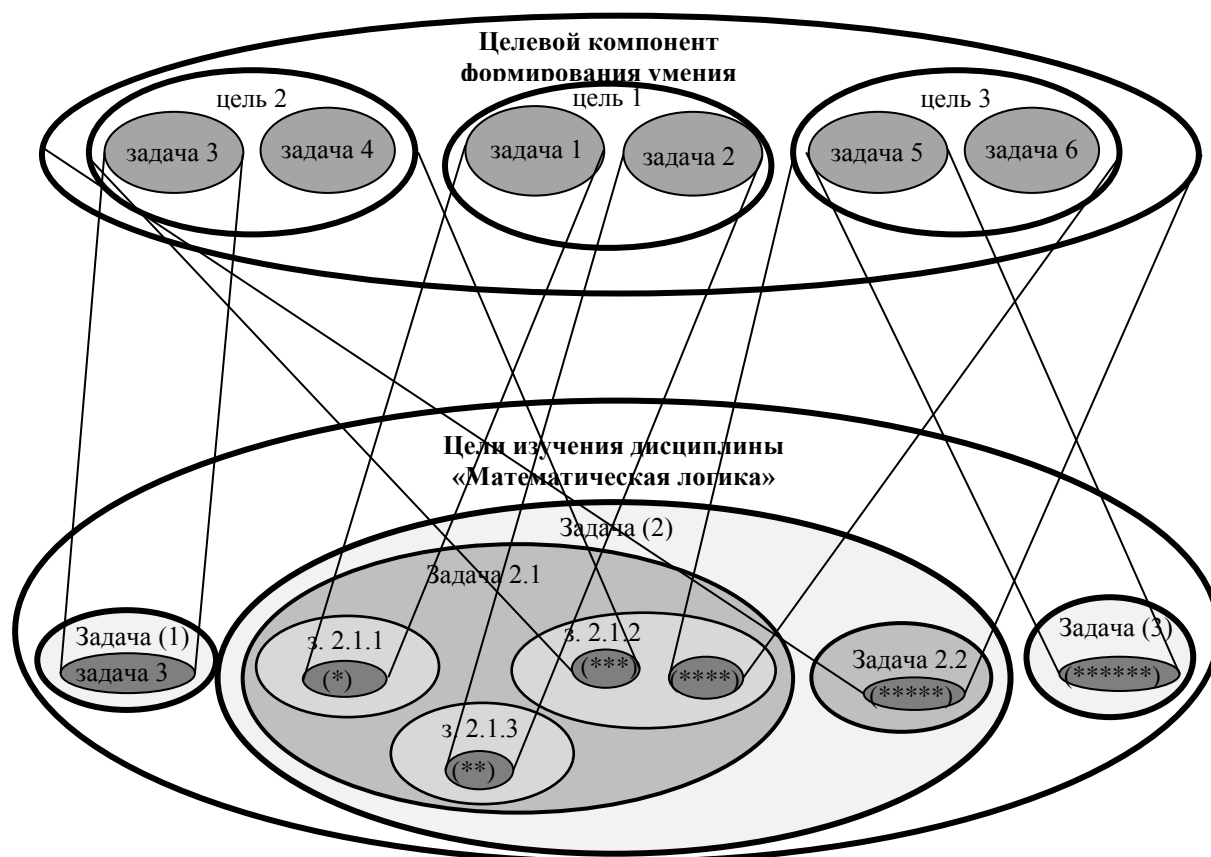 Целевой компонент
формирования умения
цель 2
цель 1
цель 3
задача 3
задача 4
задача 1
задача 2
задача 5
задача 6
Цели изучения дисциплины
«Математическая логика»
Задача (2)
Задача 2.1
Задача (1)
задача 3
з. 2.1.1
(*)
з. 2.1.2
(***)
(****)
з. 2.1.3
(**)
Задача 2.2
(*****)
Задача (3)
(******)